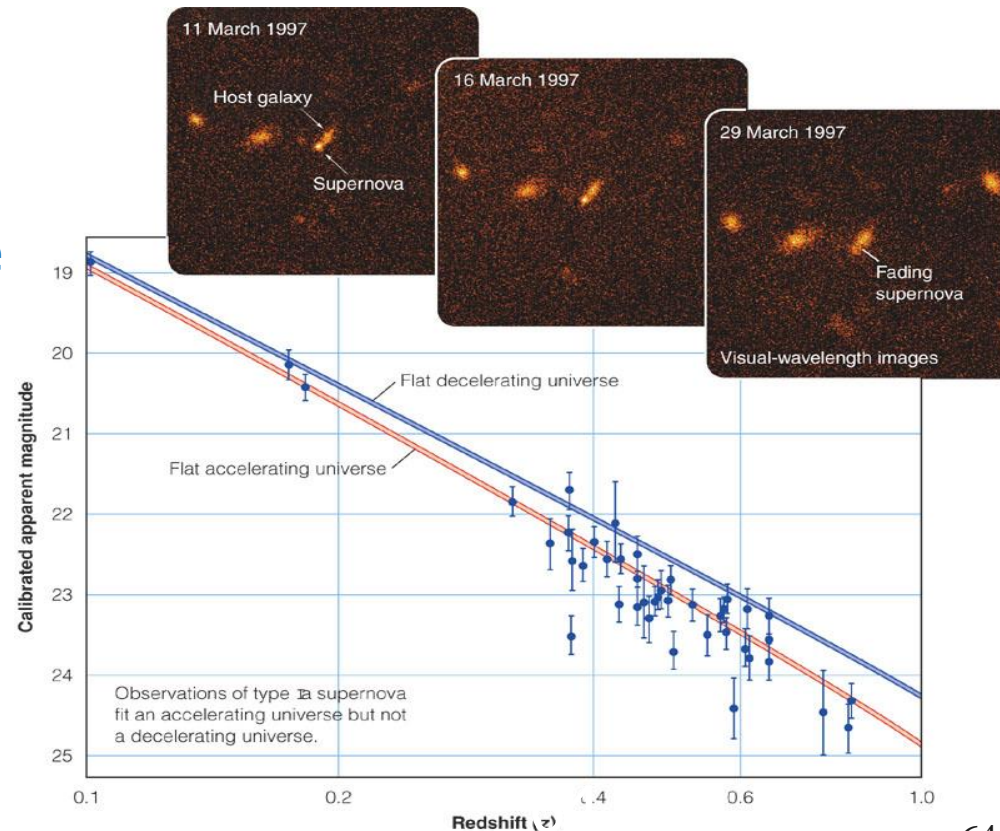 11 March 1997
Host galaxy
Supernova
16 March 1997
29 March 1997
Fading
supernova
Visual-wavelength images
e
19
20
21
22
23
24
25
Calibrated apparent magnitude
Flat decelerating universe
Flat accelerating universe
Observations of type Ia supernova
fit an accelerating universe but not
a decelerating universe.
0.1
0.2
0.6
1.0
Redshift (z)